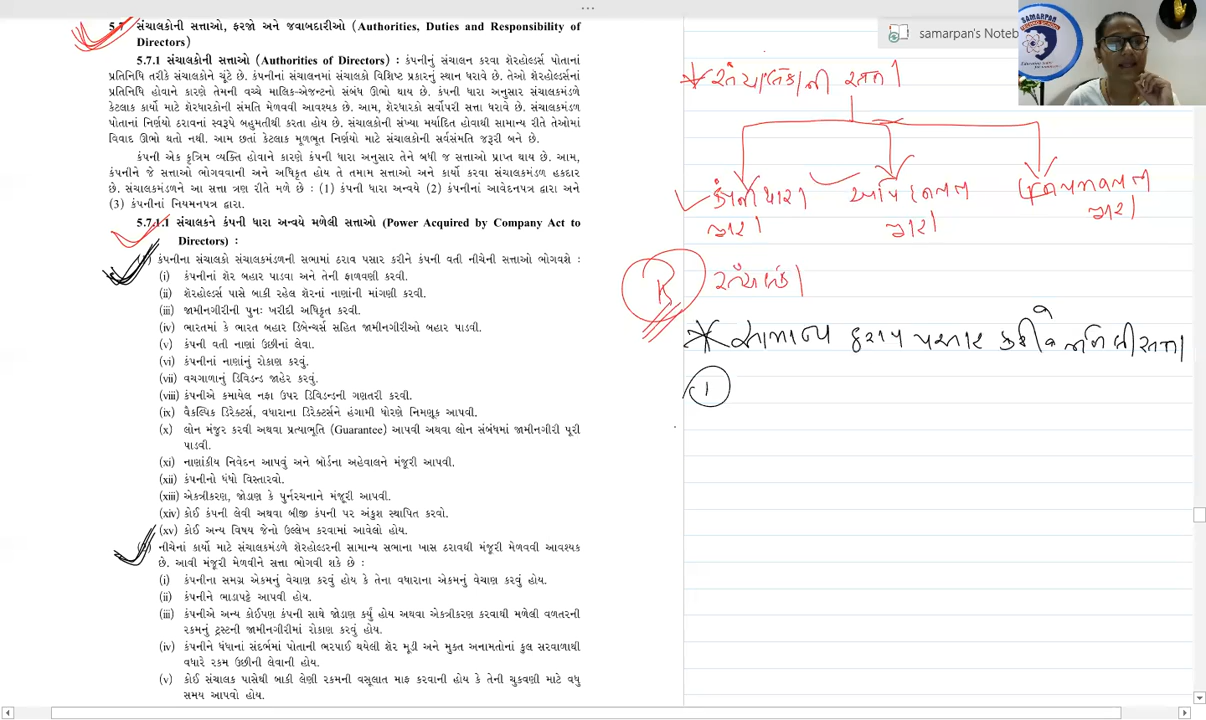 5.7 સંચાલકોની સત્તાઓ, ફરજો અને જવાબદારીઓ (Authorities, Duties and Responsibility of
Directors)
5.7.1 સંચાલકોની સત્તાઓ (Authorities of Directors) : કંપનીનું સંચાલન કરવા શૅરહોલ્ડર્સ પોતાનાં
પ્રતિનિધિ તરીકે સંચાલકોને ચૂંટે છે. કંપનીનાં સંચાલનમાં સંચાલકો વિશિષ્ટ પ્રકારનું સ્થાન ધરાવે છે. તેઓ શૅરહોલ્ડર્સનાં
પ્રતિનિધિ હોવાને કારણે તેમની વચ્ચે માલિક-એજન્ટનો સંબંધ ઊભો થાય છે. કંપની ધારા અનુસાર સંચાલકમંડળે
કેટલાક કાર્યો માટે શૅરધારકોની સંમતિ મેળવવી આવશ્યક છે. આમ, શૅરધારકો સર્વોપરી સત્તા ધરાવે છે. સંચાલકમંડળ
પોતાનાં નિર્ણયો ઠરાવનાં સ્વરૂપે બહુમતીથી કરતા હોય છે. સંચાલકોની સંખ્યા મર્યાદિત હોવાથી સામાન્ય રીતે તેઓમાં
વિવાદ ઊભો થતો નથી. આમ છતાં કેટલાક મૂળભૂત નિર્ણયો માટે સંચાલકોની સર્વસંમતિ જરૂરી બને છે.
કંપની એક કૃત્રિમ વ્યક્તિ હોવાને કારણે કંપની ધારા અનુસાર તેને બધી જ સત્તાઓ પ્રાપ્ત થાય છે. આમ,
કંપનીને જે સત્તાઓ ભોગવવાની અને અધિકૃત હોય તે તમામ સત્તાઓ અને કાર્યો કરવા સંચાલકમંડળ હકદાર
છે. સંચાલકમંડળને આ સત્તા ત્રણ રીતે મળે છે : (1) કંપની ધારા અન્વયે (2) કંપનીનાં આવેદનપત્ર દ્વારા અને
(3) કંપનીનાં નિયમનપત્ર દ્વારા.
5.7.1.1 સંચાલકને કંપની ધારા અન્વયે મળેલી સત્તાઓ (Power Acquired by Company Act to
Directors) :
કંપનીના સંચાલકો સંચાલકમંડળની સભામાં ઠરાવ પસાર કરીને કંપની વતી નીચેની સત્તાઓ ભોગવશે :
(i) કંપનીનાં શૅર બહાર પાડવા અને તેની ફાળવણી કરવી.
(ii) શૅરહોલ્ડર્સ પાસે બાકી રહેલ શૅરનાં નાણાંની માંગણી કરવી.
(iii) જામીનગીરીની પુનઃ ખરીદી અધિકૃત કરવી.
(iv) ભારતમાં કે ભારત બહાર ડિબેન્ચર્સ સહિત જામીનગીરીઓ બહાર પાડવી.
(v) કંપની વતી નાણાં ઉછીનાં લેવા.
(vi) કંપનીનાં નાણાંનું રોકાણ કરવું.
(vii) વચગાળાનું ડિવિડન્ડ જાહેર કરવું.
(viii) કંપનીએ કમાયેલ નફા ઉપર ડિવિડન્ડની ગણતરી કરવી.
(ix) વૈકલ્પિક ડિરેક્ટર્સ, વધારાના ડિરેક્ટર્સને હંગામી ધોરણે નિમણૂક આપવી.
(x) લોન મંજૂર કરવી અથવા પ્રત્યાભૂતિ (Guarantee) આપવી અથવા લોન સંબંધમાં જામીનગીરી પૂરી
પાડવી.
(xi) નાણાંકીય નિવેદન આપવું અને બૉર્ડના અહેવાલને મંજૂરી આપવી.
(xii) કંપનીનો ધંધો વિસ્તારવો.
(xiii) એકત્રીકરણ, જોડાણ કે પુર્નરચનાને મંજૂરી આપવી.
(xiv) કોઈ કંપની લેવી અથવા બીજી કંપની પર અંકુશ સ્થાપિત કરવો.
(xv) કોઈ અન્ય વિષય જેનો ઉલ્લેખ કરવામાં આવેલો હોય.
નીચેનાં કાર્યો માટે સંચાલકમંડળે શૅરહોલ્ડરની સામાન્ય સભાના ખાસ ઠરાવથી મંજૂરી મેળવવી આવશ્યક
છે. આવી મંજૂરી મેળવીને સત્તા ભોગવી શકે છે :
(i) કંપનીના સમગ્ર એકમનું વેચાણ કરવું હોય કે તેના વધારાના એકમનું વેચાણ કરવું હોય.
(ii) કંપનીને ભાડાપટ્ટે આપવી હોય.
(iii) કંપનીએ અન્ય કોઈપણ કંપની સાથે જોડાણ કર્યું હોય અથવા એકત્રીકરણ કરવાથી મળેલી વળતરની
રકમનું ટ્રસ્ટની જામીનગીરીમાં રોકાણ કરવું હોય.
(iv) કંપનીને ધંધાનાં સંદર્ભમાં પોતાની ભરપાઈ થયેલી શૅર મૂડી અને મુક્ત અનામતોનાં કુલ સરવાળાથી
વધારે રકમ ઉછીની લેવાની હોય.
(v) કોઈ સંચાલક પાસેથી બાકી લેણી રકમની વસૂલાત માફ કરવાની હોય કે તેની ચુકવણી માટે વધુ
સમય આપવો હોય.
samarpan's Noteb
SAMARPAN
સંચાલકોની સત્તા
કંપની ધારા દ્વારા
આવેદનપત્ર દ્વારા
નિયમનપત્ર દ્વારા
સંચાલકો
સામાન્ય ઠરાવ પસાર કરીને
1